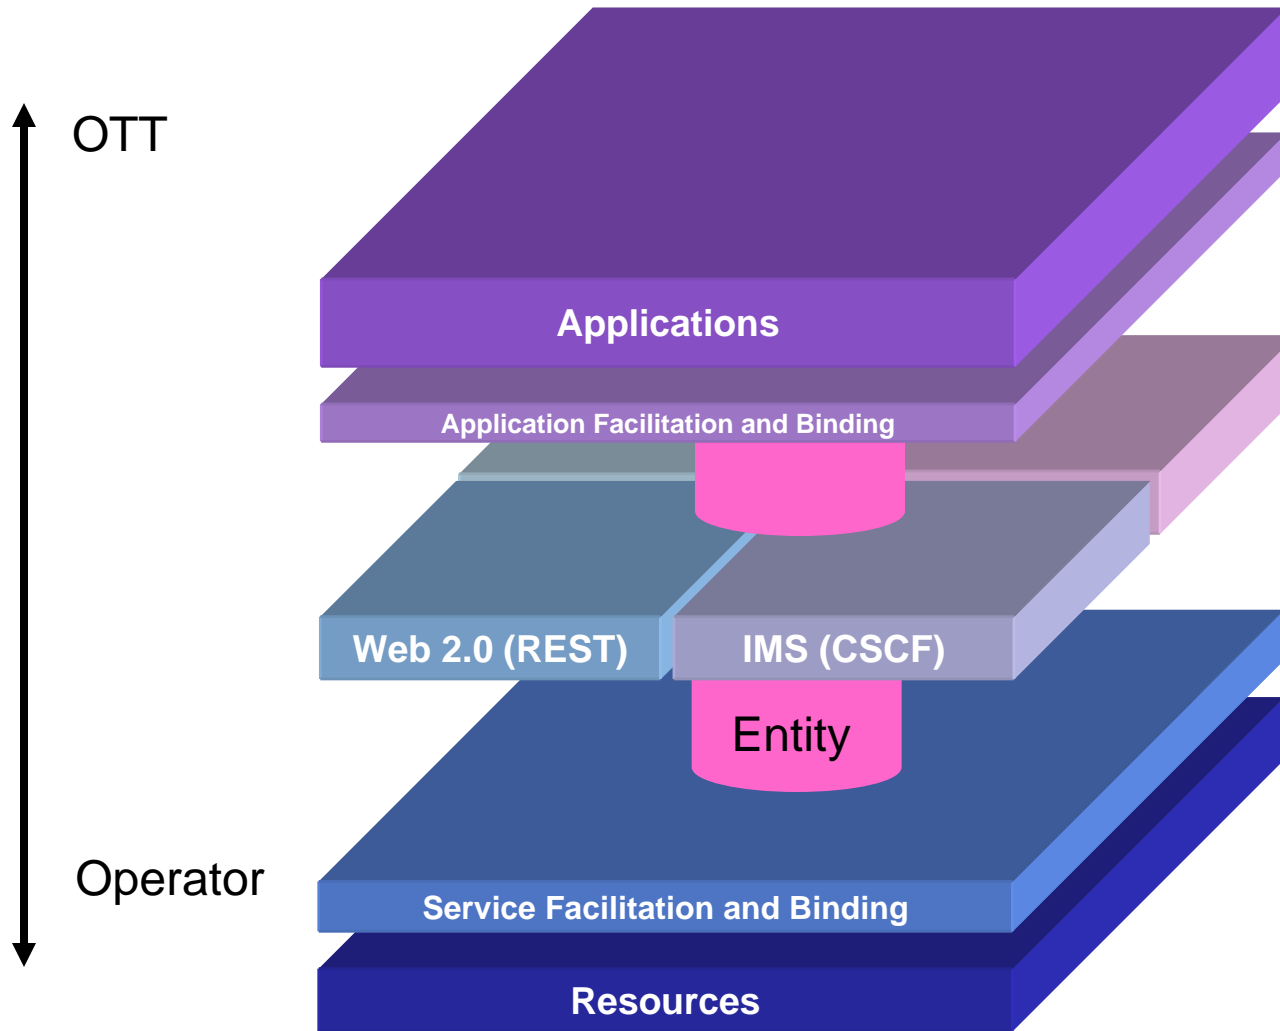 OTT
Applications
Application Facilitation and Binding
Web 2.0 (REST)
IMS (CSCF)
Entity
Operator
Service Facilitation and Binding
Resources